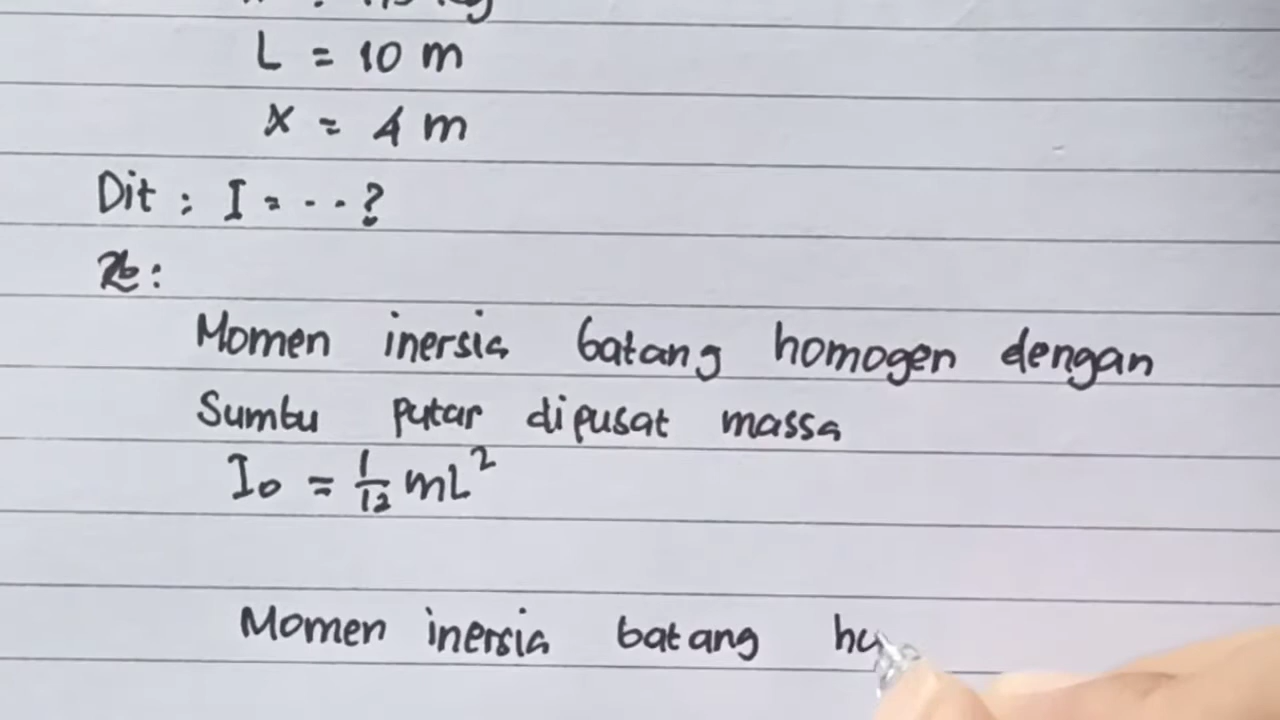 L = 10 m
x = 4 m
Dit : I = - - ?
Momen inersia batang homogen dengan
Sumbu putar dipusat massa
I₀ = 1/12 mL²
Momen inersia batang